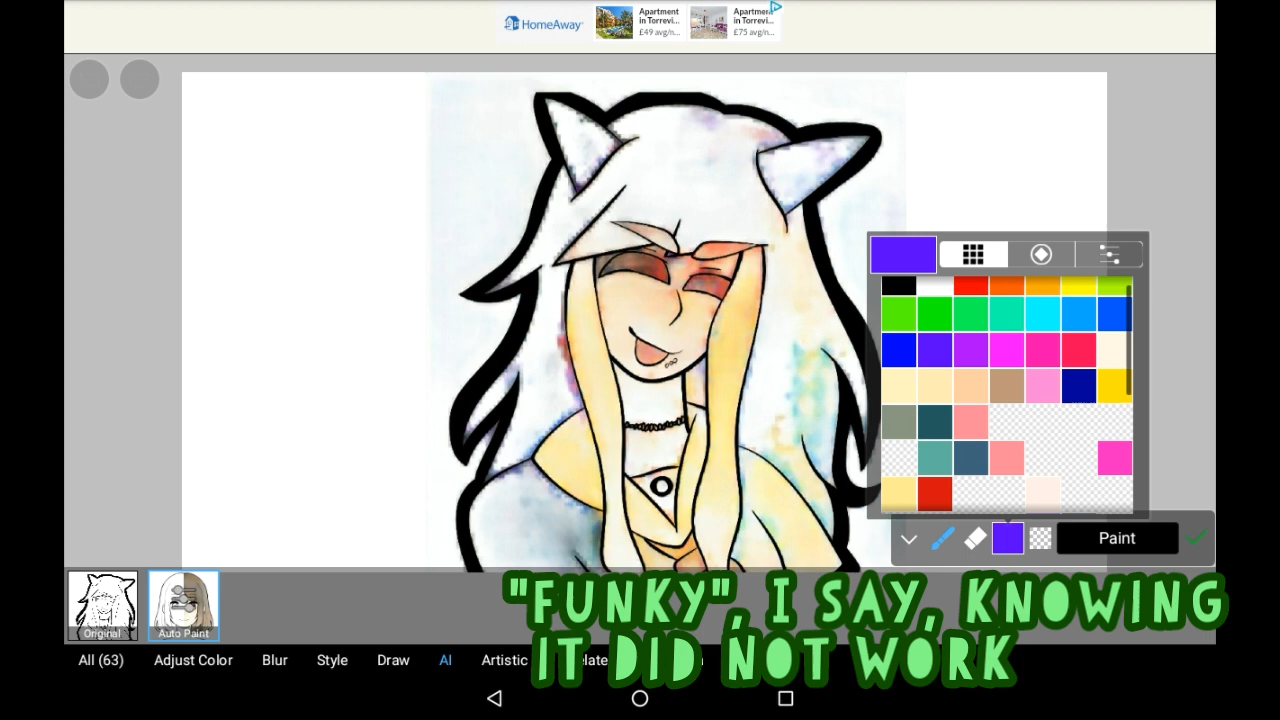 HomeAway
Apartment
in Torrevi...
£49 avg/n...
Apartmen
in Torrevi...
£75 avg/n...
Paint
Original
Auto Paint
"FUNKY", I SAY, KNOWING
IT DID NOT WORK
All (63)
Adjust Color
Blur
Style
Draw
AI
Artistic